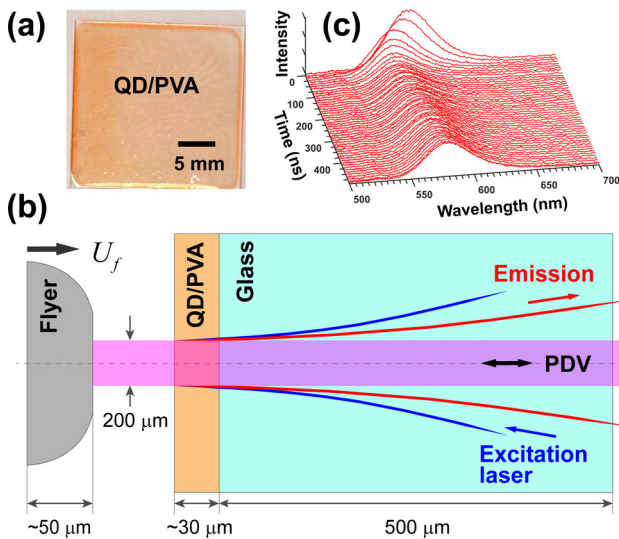 (a)
QD/PVA
5 mm
(c)
Intensity
0
100
200
300
400
Time (ns)
500
550
600
650
700
Wavelength (nm)
(b)
U_f
Flyer
QD/PVA
Glass
Emission
PDV
200 μm
Excitation
laser
~50 μm
~30 μm
500 μm